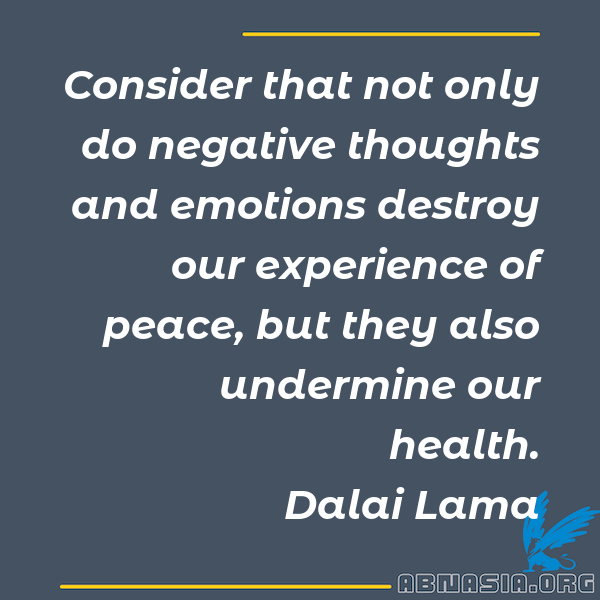 Consider that not only
do negative thoughts
and emotions destroy
our experience of
peace, but they also
undermine our
health.
Dalai Lama
ABNASIA.ORG